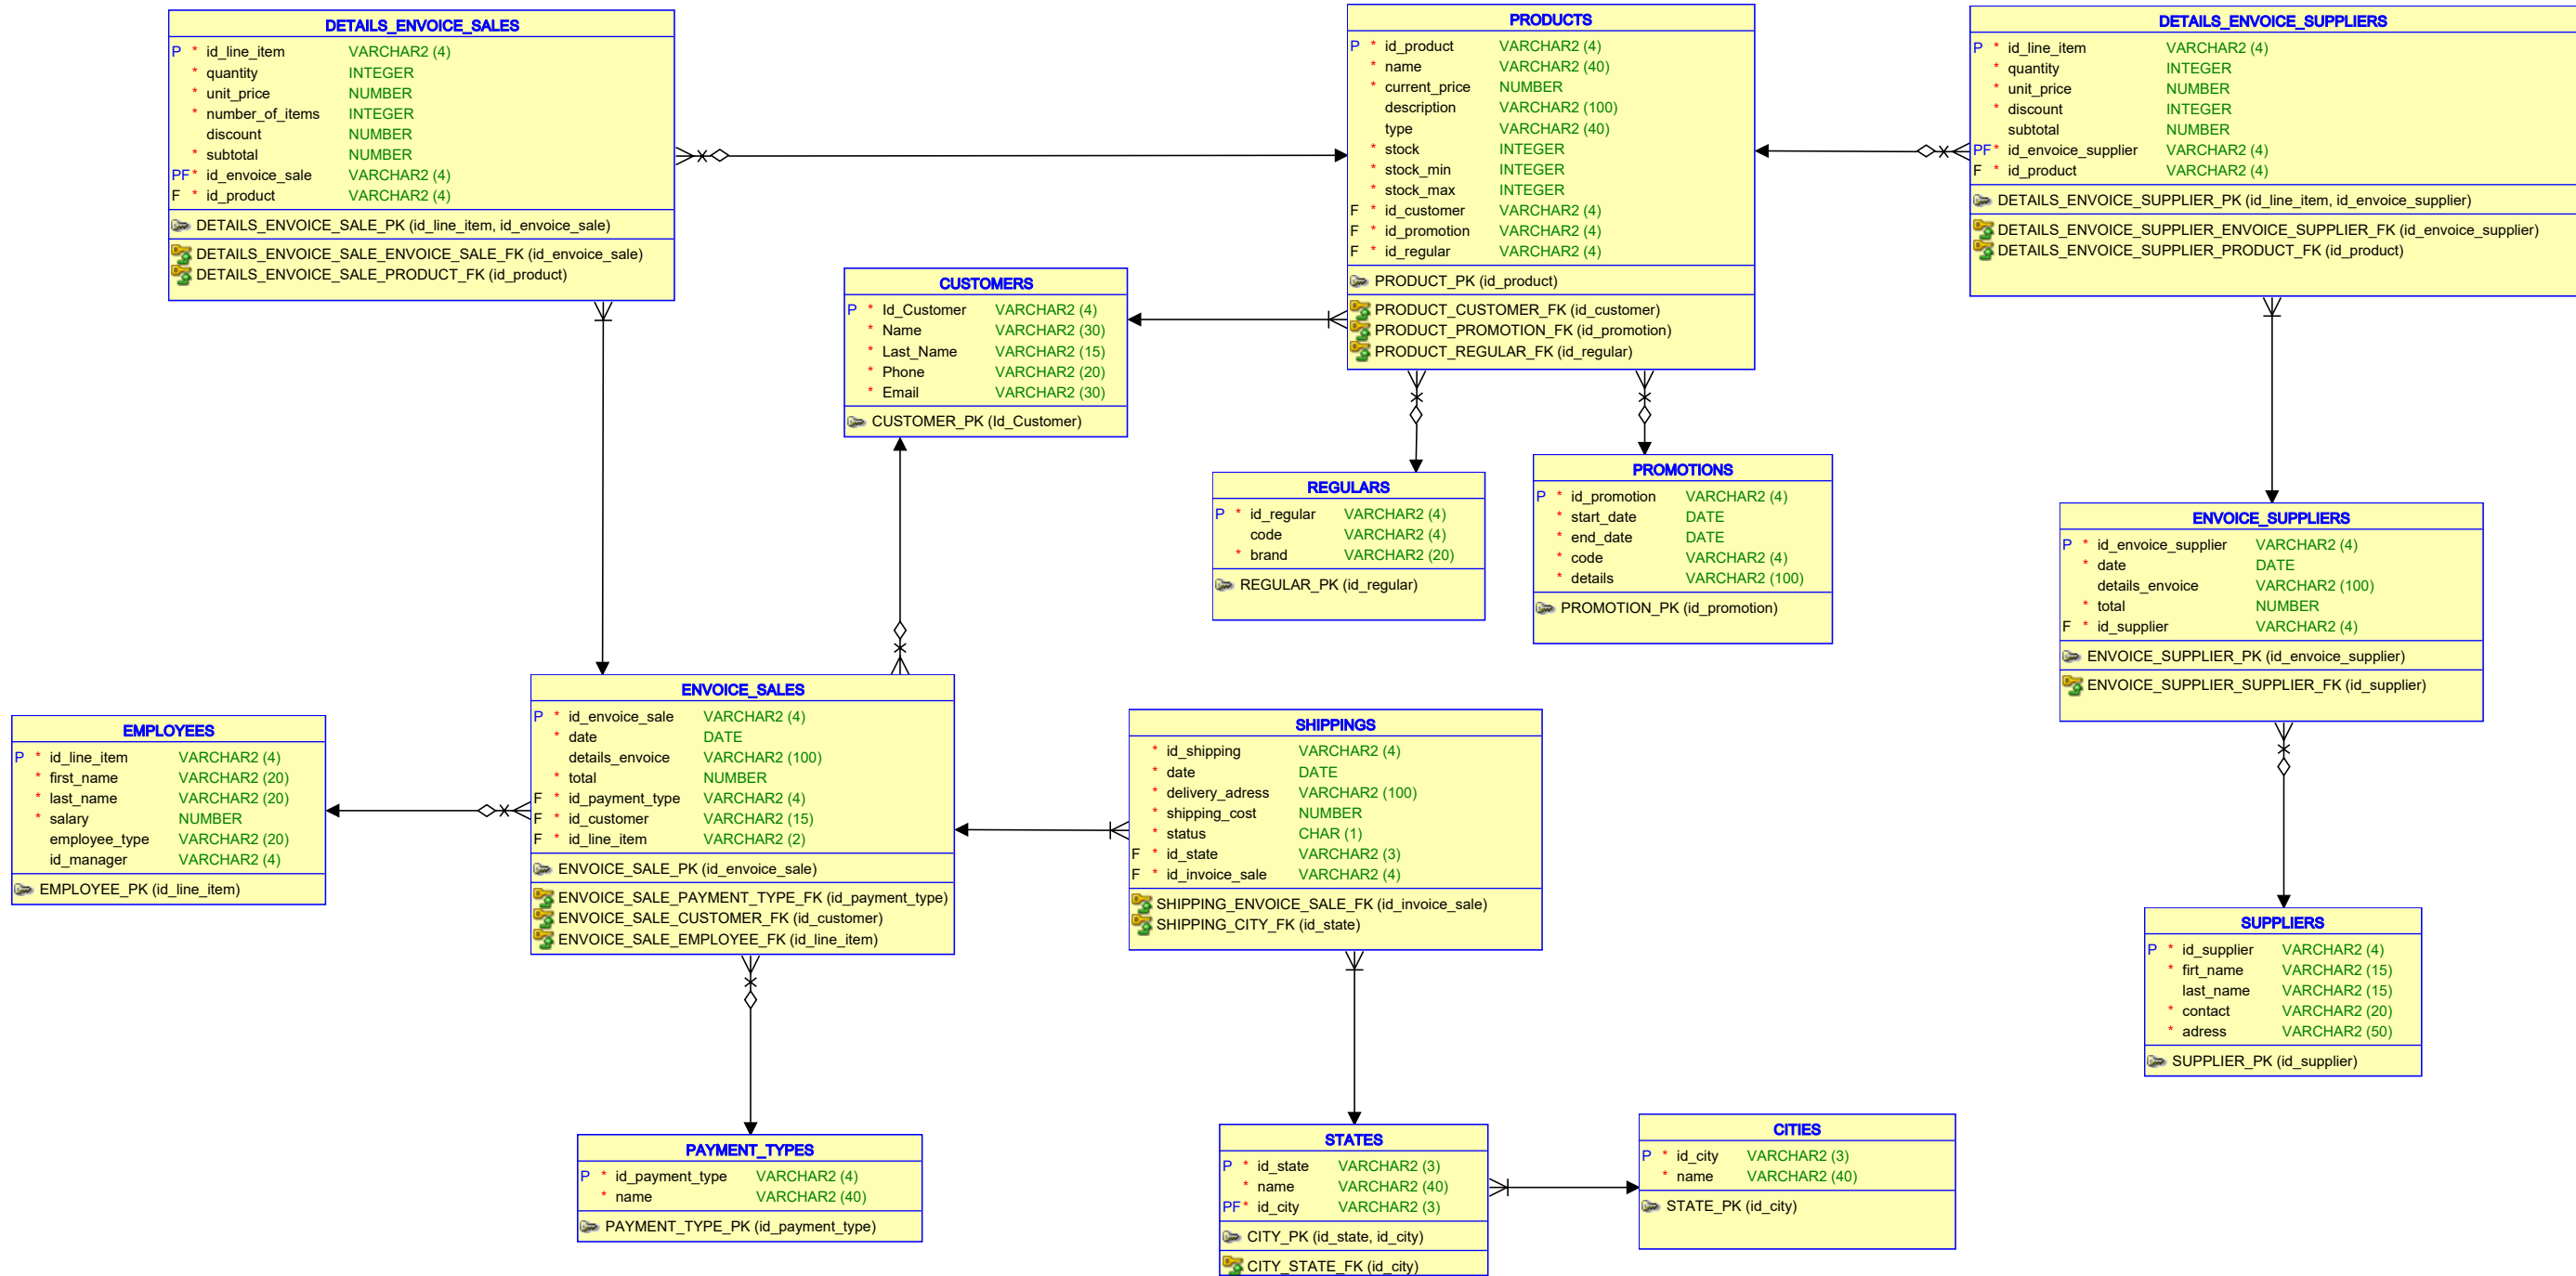 DETAILS_ENVOICE_SALES
P * id_line_item VARCHAR2 (4)
* quantity INTEGER
* unit_price NUMBER
* number_of_items INTEGER
discount NUMBER
* subtotal NUMBER
PF * id_envoice_sale VARCHAR2 (4)
F * id_product VARCHAR2 (4)
DETAILS_ENVOICE_SALE_PK (id_line_item, id_envoice_sale)
DETAILS_ENVOICE_SALE_ENVOICE_SALE_FK (id_envoice_sale)
DETAILS_ENVOICE_SALE_PRODUCT_FK (id_product)
PRODUCTS
P * id_product VARCHAR2 (4)
* name VARCHAR2 (40)
* current_price NUMBER
description VARCHAR2 (100)
type VARCHAR2 (40)
* stock INTEGER
* stock_min INTEGER
* stock_max INTEGER
F * id_customer VARCHAR2 (4)
F * id_promotion VARCHAR2 (4)
F * id_regular VARCHAR2 (4)
PRODUCT_PK (id_product)
PRODUCT_CUSTOMER_FK (id_customer)
PRODUCT_PROMOTION_FK (id_promotion)
PRODUCT_REGULAR_FK (id_regular)
DETAILS_ENVOICE_SUPPLIERS
P * id_line_item VARCHAR2 (4)
* quantity INTEGER
* unit_price NUMBER
* discount INTEGER
subtotal NUMBER
PF * id_envoice_supplier VARCHAR2 (4)
F * id_product VARCHAR2 (4)
DETAILS_ENVOICE_SUPPLIER_PK (id_line_item, id_envoice_supplier)
DETAILS_ENVOICE_SUPPLIER_ENVOICE_SUPPLIER_FK (id_envoice_supplier)
DETAILS_ENVOICE_SUPPLIER_PRODUCT_FK (id_product)
CUSTOMERS
P * Id_Customer VARCHAR2 (4)
* Name VARCHAR2 (30)
* Last_Name VARCHAR2 (15)
* Phone VARCHAR2 (20)
* Email VARCHAR2 (30)
CUSTOMER_PK (Id_Customer)
REGULARS
P * id_regular VARCHAR2 (4)
code VARCHAR2 (4)
* brand VARCHAR2 (20)
REGULAR_PK (id_regular)
PROMOTIONS
P * id_promotion VARCHAR2 (4)
* start_date DATE
* end_date DATE
* code VARCHAR2 (4)
* details VARCHAR2 (100)
PROMOTION_PK (id_promotion)
ENVOICE_SUPPLIERS
P * id_envoice_supplier VARCHAR2 (4)
* date DATE
details_envoice VARCHAR2 (100)
* total NUMBER
F * id_supplier VARCHAR2 (4)
ENVOICE_SUPPLIER_PK (id_envoice_supplier)
ENVOICE_SUPPLIER_SUPPLIER_FK (id_supplier)
EMPLOYEES
P * id_line_item VARCHAR2 (4)
* first_name VARCHAR2 (20)
* last_name VARCHAR2 (20)
* salary NUMBER
employee_type VARCHAR2 (20)
id_manager VARCHAR2 (4)
EMPLOYEE_PK (id_line_item)
ENVOICE_SALES
P * id_envoice_sale VARCHAR2 (4)
* date DATE
details_envoice VARCHAR2 (100)
* total NUMBER
F * id_payment_type VARCHAR2 (4)
F * id_customer VARCHAR2 (15)
F * id_line_item VARCHAR2 (2)
ENVOICE_SALE_PK (id_envoice_sale)
ENVOICE_SALE_PAYMENT_TYPE_FK (id_payment_type)
ENVOICE_SALE_CUSTOMER_FK (id_customer)
ENVOICE_SALE_EMPLOYEE_FK (id_line_item)
SHIPPINGS
* id_shipping VARCHAR2 (4)
* date DATE
* delivery_adress VARCHAR2 (100)
* shipping_cost NUMBER
* status CHAR (1)
F * id_state VARCHAR2 (3)
F * id_invoice_sale VARCHAR2 (4)
SHIPPING_ENVOICE_SALE_FK (id_invoice_sale)
SHIPPING_CITY_FK (id_state)
SUPPLIERS
P * id_supplier VARCHAR2 (4)
* firt_name VARCHAR2 (15)
last_name VARCHAR2 (15)
* contact VARCHAR2 (20)
* adress VARCHAR2 (50)
SUPPLIER_PK (id_supplier)
PAYMENT_TYPES
P * id_payment_type VARCHAR2 (4)
* name VARCHAR2 (40)
PAYMENT_TYPE_PK (id_payment_type)
STATES
P * id_state VARCHAR2 (3)
* name VARCHAR2 (40)
PF * id_city VARCHAR2 (3)
CITY_PK (id_state, id_city)
CITY_STATE_FK (id_city)
CITIES
P * id_city VARCHAR2 (3)
* name VARCHAR2 (40)
STATE_PK (id_city)